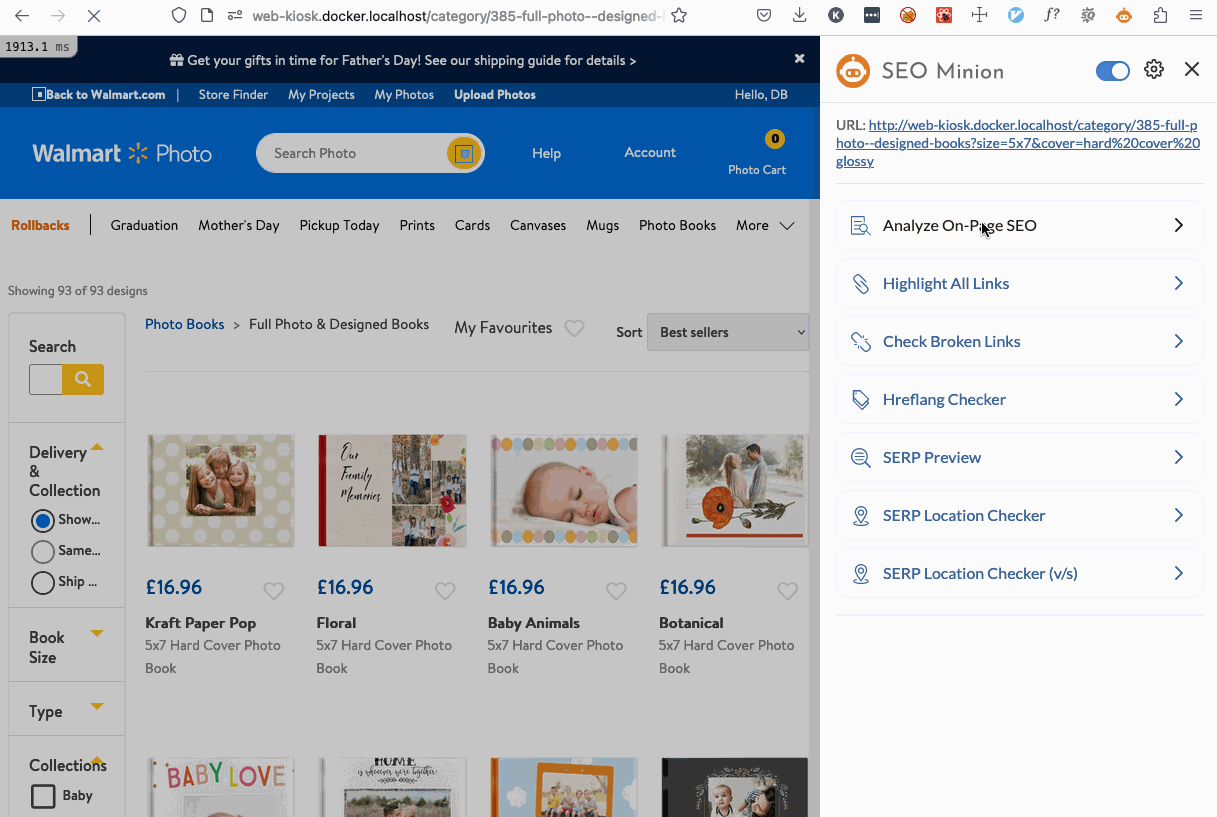 web-kiosk.docker.localhost/category/385-full-photo--designed-
K
f?
1913.1 ms
Get your gifts in time for Father's Day! See our shipping guide for details >
Back to Walmart.com | Store Finder My Projects My Photos Upload Photos Hello, DB
Walmart Photo
Search Photo
Help
Account
0
Photo Cart
Rollbacks | Graduation Mother's Day Pickup Today Prints Cards Canvases Mugs Photo Books More
Showing 93 of 93 designs
Search
Delivery
&
Collection
Show...
Same...
Ship ...
Book
Size
Type
Collections
Baby
Photo Books > Full Photo & Designed Books
My Favourites
Sort
Best sellers
Our
Family
Memories
£16.96
Kraft Paper Pop
5x7 Hard Cover Photo
Book
£16.96
Floral
5x7 Hard Cover Photo
Book
£16.96
Baby Animals
5x7 Hard Cover Photo
Book
£16.96
Botanical
5x7 Hard Cover Photo
Book
BABY LOVE
HOME
is wherever we're together
SEO Minion
URL: http://web-kiosk.docker.localhost/category/385-full-p
hoto--designed-books?size=5x7&cover=hard%20cover%20
glossy
Analyze On-Page SEO
Highlight All Links
Check Broken Links
Hreflang Checker
SERP Preview
SERP Location Checker
SERP Location Checker (v/s)